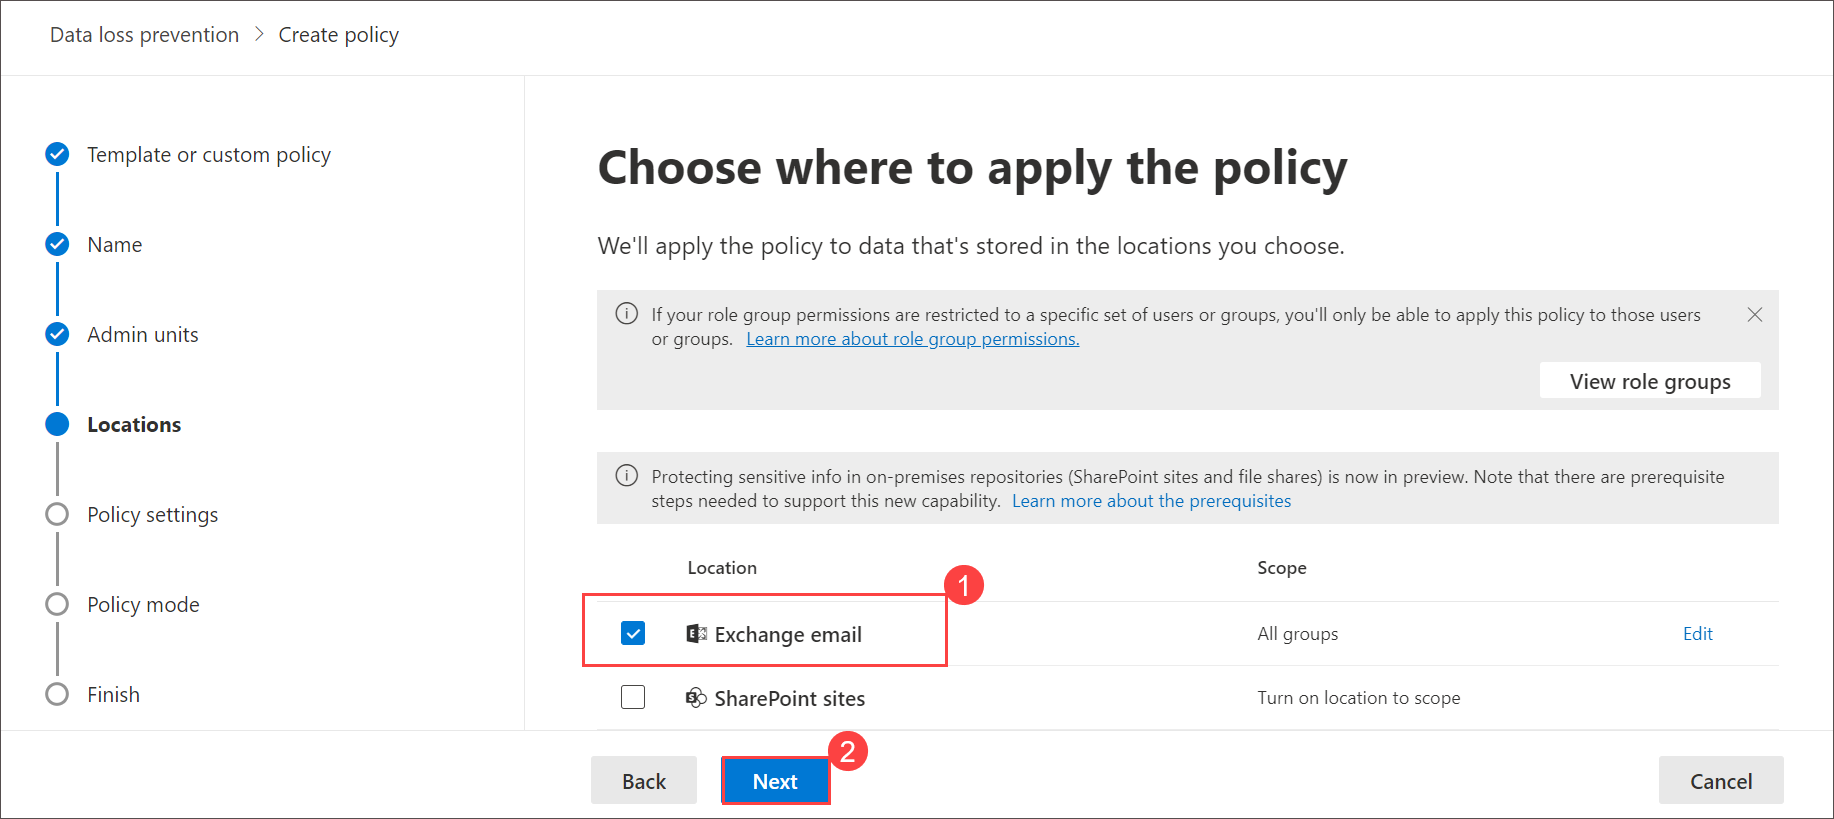 Data loss prevention > Create policy
Template or custom policy
Name
Admin units
Locations
Policy settings
Policy mode
Finish
Choose where to apply the policy
We'll apply the policy to data that's stored in the locations you choose.
If your role group permissions are restricted to a specific set of users or groups, you'll only be able to apply this policy to those users
or groups. Learn more about role group permissions.
View role groups
Protecting sensitive info in on-premises repositories (SharePoint sites and file shares) is now in preview. Note that there are prerequisite
steps needed to support this new capability. Learn more about the prerequisites
Location Scope
1
Exchange email All groups Edit
SharePoint sites Turn on location to scope
2
Back Next Cancel